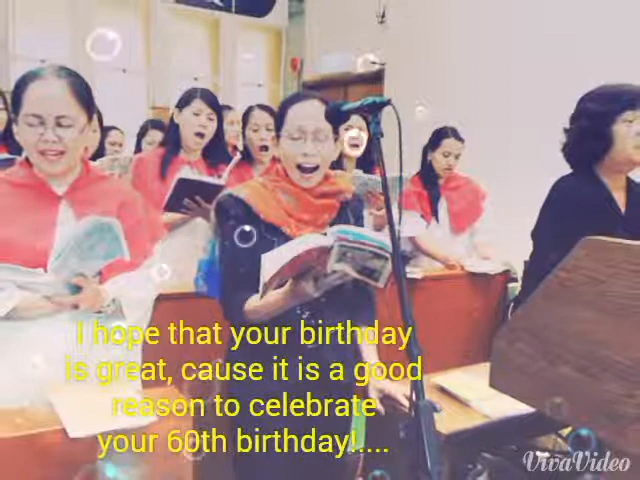 I hope that your birthday
is great, cause it is a good
reason to celebrate
your 60th birthday!....
VivaVideo